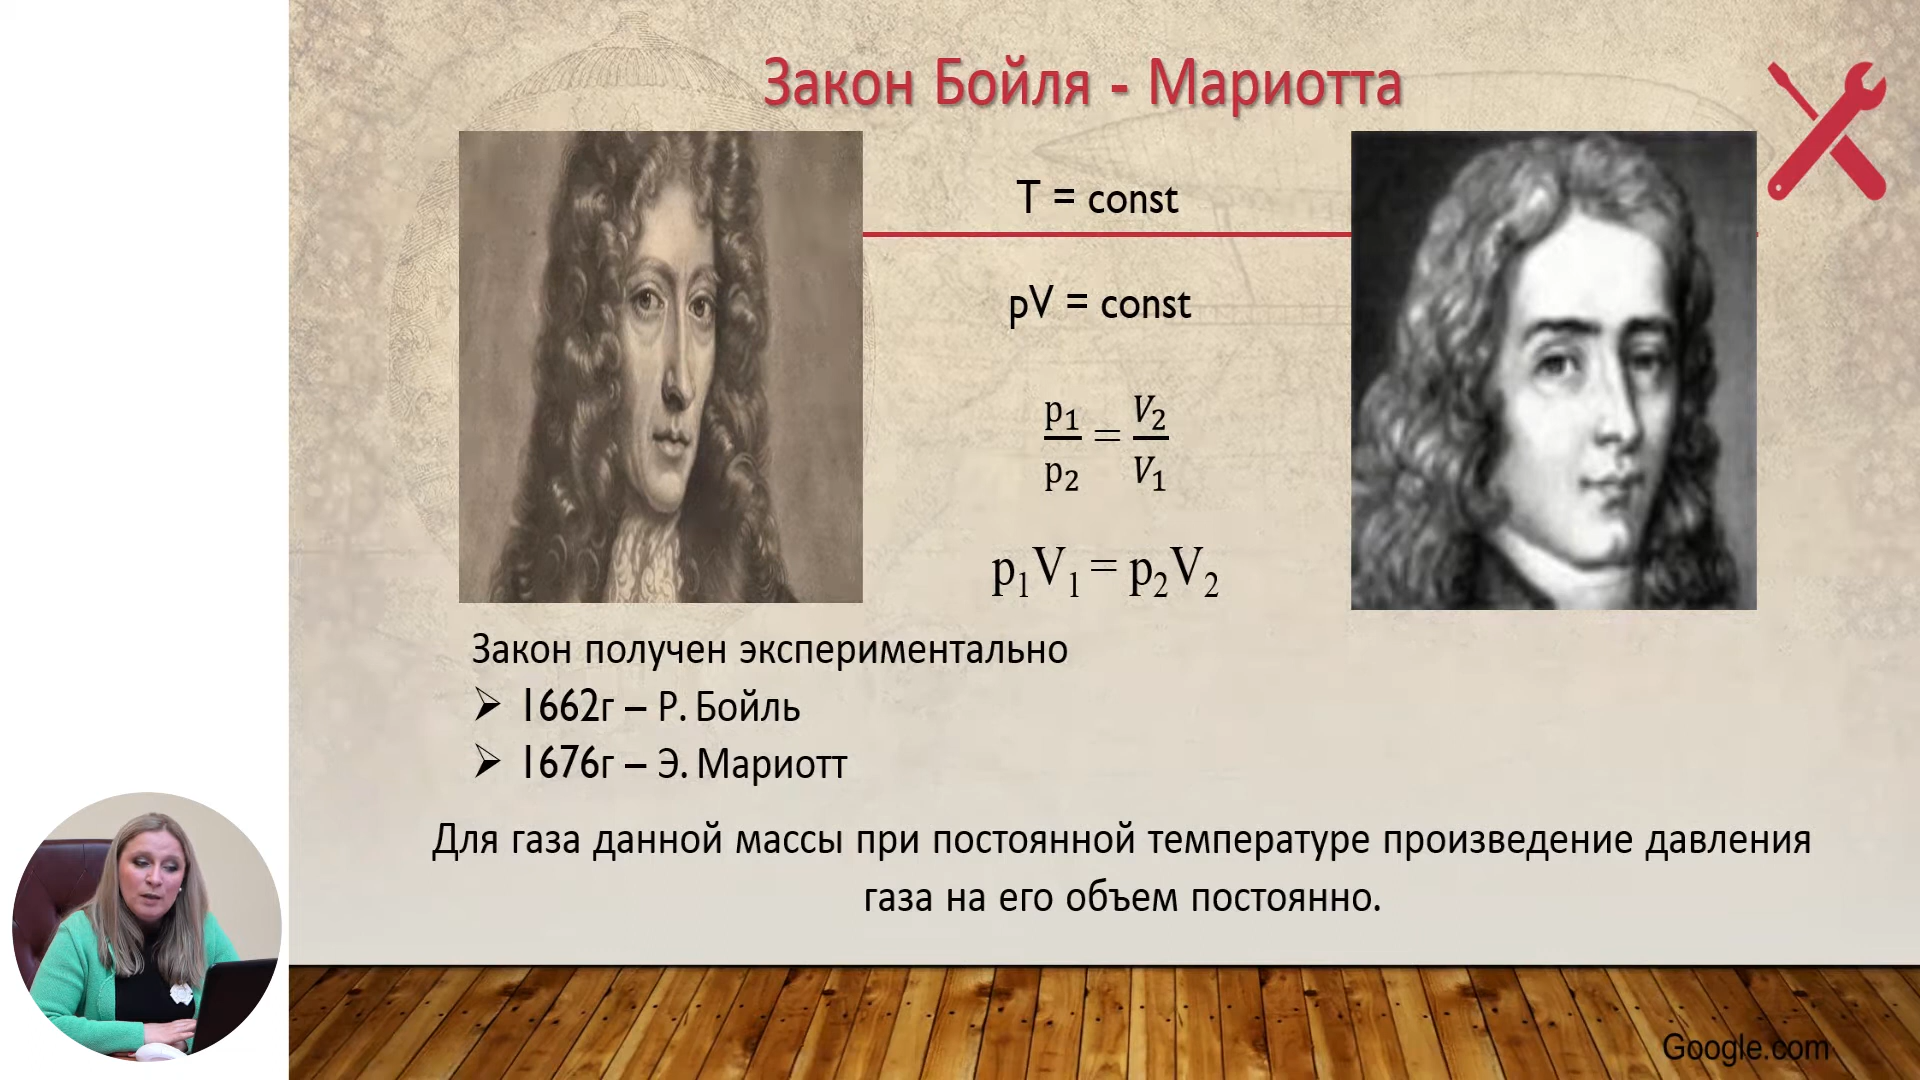 Закон Бойля - Мариотта
T = const
pV = const
p₁/p₂ = V₂/V₁
p₁V₁ = p₂V₂
Закон получен экспериментально
➢ 1662г – Р. Бойль
➢ 1676г – Э. Мариотт
Для газа данной массы при постоянной температуре произведение давления
газа на его объем постоянно.
Google.com